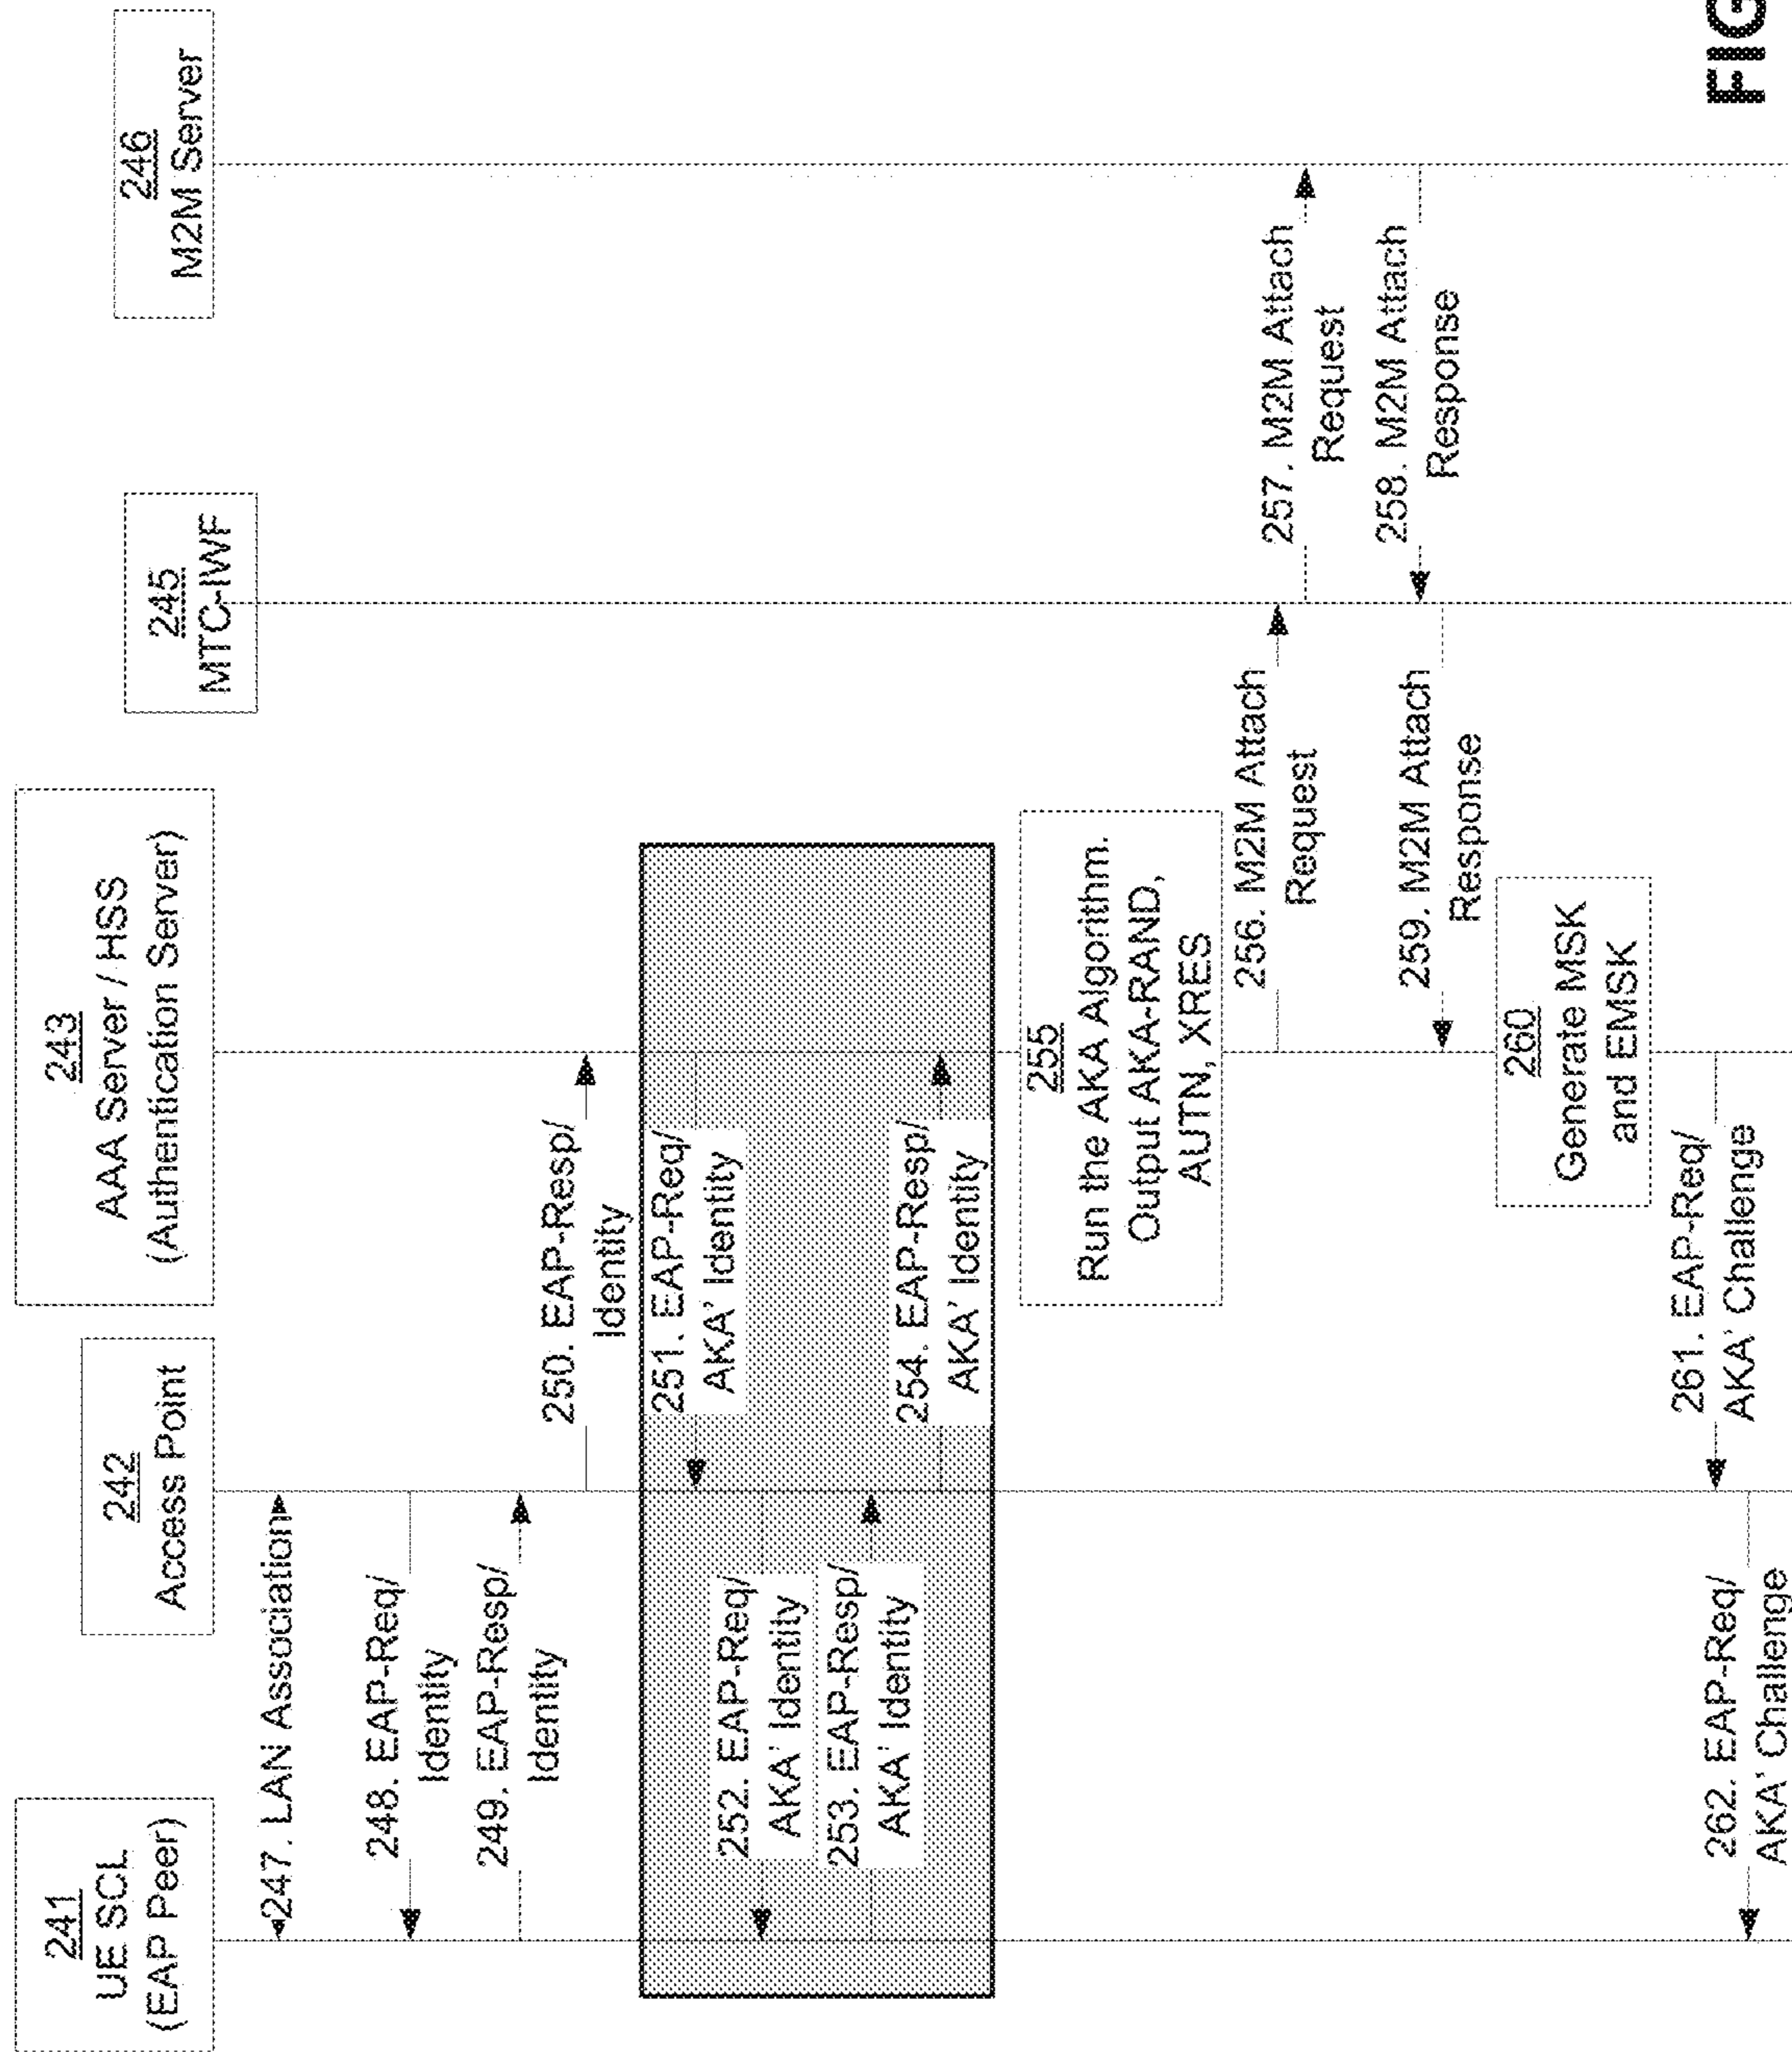 241
UE SCL
(EAP Peer)
242
Access Point
243
AAA Server / HSS
(Authentication Server)
245
MTC-IWF
246
M2M Server
247. LAN Association
248. EAP-Req/
Identity
249. EAP-Resp/
Identity
250. EAP-Resp/
Identity
251. EAP-Req/
AKA' Identity
252. EAP-Req/
AKA' Identity
253. EAP-Resp/
AKA' Identity
254. EAP-Resp/
AKA' Identity
255
Run the AKA Algorithm.
Output AKA-RAND,
AUTN, XRES
256. M2M Attach
Request
257. M2M Attach
Request
258. M2M Attach
Response
259. M2M Attach
Response
260
Generate MSK
and EMSK
261. EAP-Req/
AKA' Challenge
262. EAP-Req/
AKA' Challenge
FIG